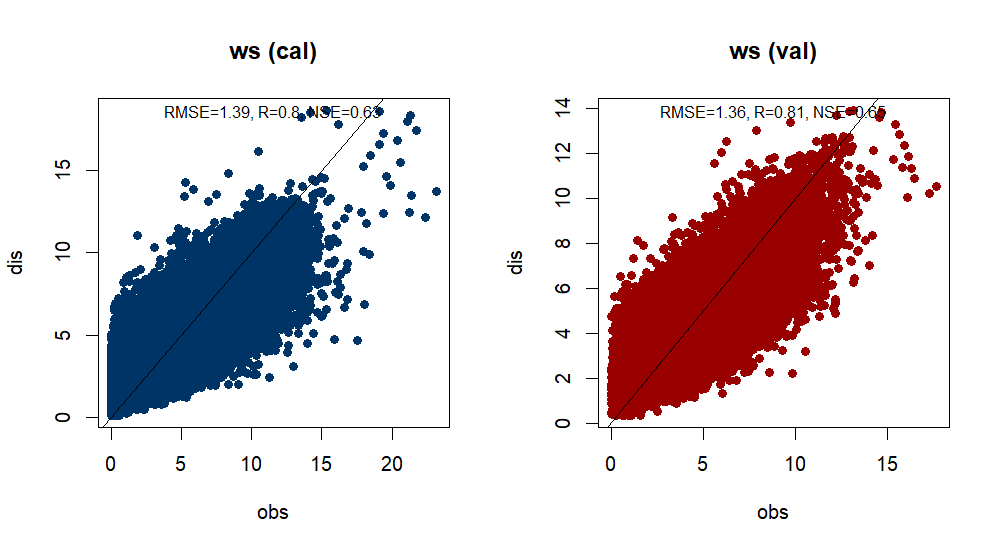 ws (cal)
RMSE=1.39, R=0.8, NSE=0.63
dis
0
5
10
15
0
5
10
15
20
obs
ws (val)
RMSE=1.36, R=0.81, NSE=0.65
dis
0
2
4
6
8
10
12
14
0
5
10
15
obs